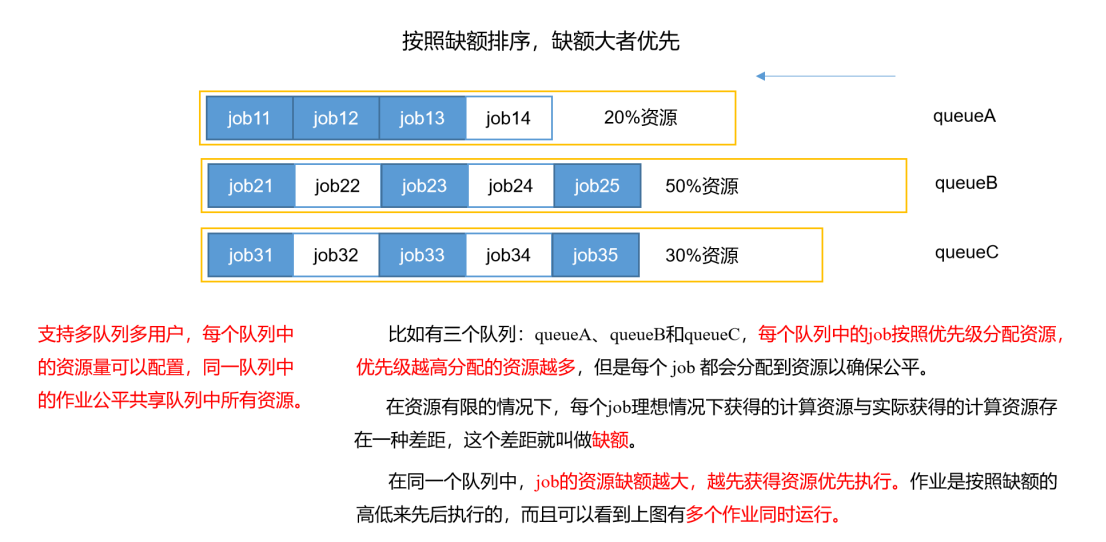 按照缺额排序，缺额大者优先
job11 job12 job13 job14 20%资源 queueA
job21 job22 job23 job24 job25 50%资源 queueB
job31 job32 job33 job34 job35 30%资源 queueC
支持多队列多用户，每个队列中
的资源量可以配置，同一队列中
的作业公平共享队列中所有资源。
比如有三个队列：queueA、queueB和queueC，每个队列中的job按照优先级分配资源，
优先级越高分配的资源越多，但是每个 job 都会分配到资源以确保公平。
在资源有限的情况下，每个job理想情况下获得的计算资源与实际获得的计算资源存
在一种差距，这个差距就叫做缺额。
在同一个队列中，job的资源缺额越大，越先获得资源优先执行。作业是按照缺额的
高低来先后执行的，而且可以看到上图有多个作业同时运行。